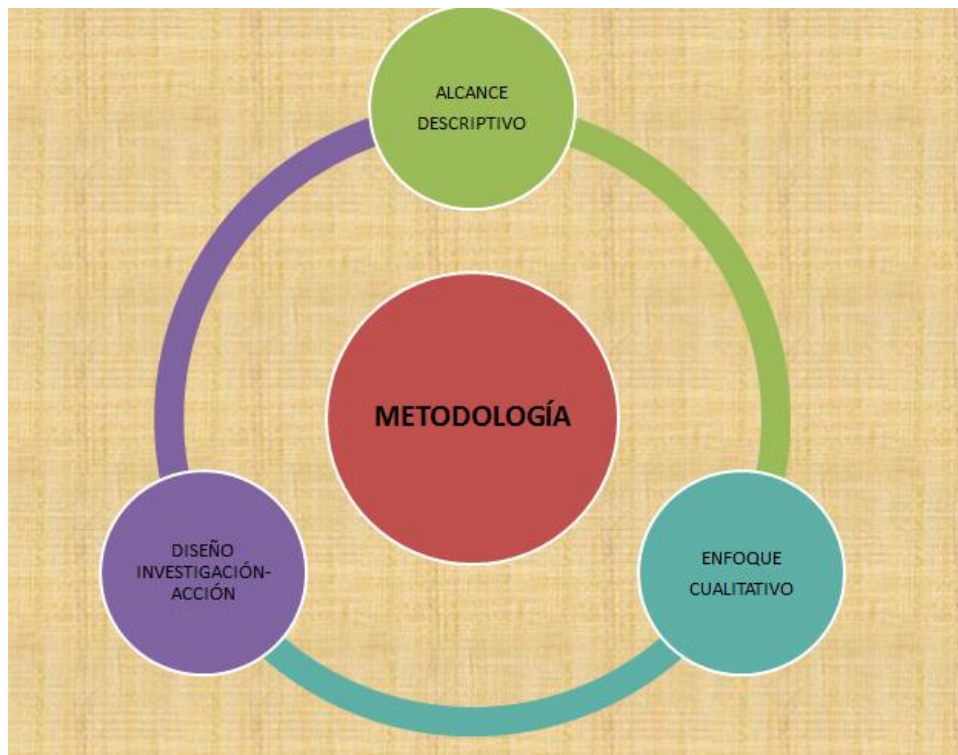 ALCANCE
DESCRIPTIVO
METODOLOGÍA
DISEÑO
INVESTIGACIÓN-
ACCIÓN
ENFOQUE
CUALITATIVO